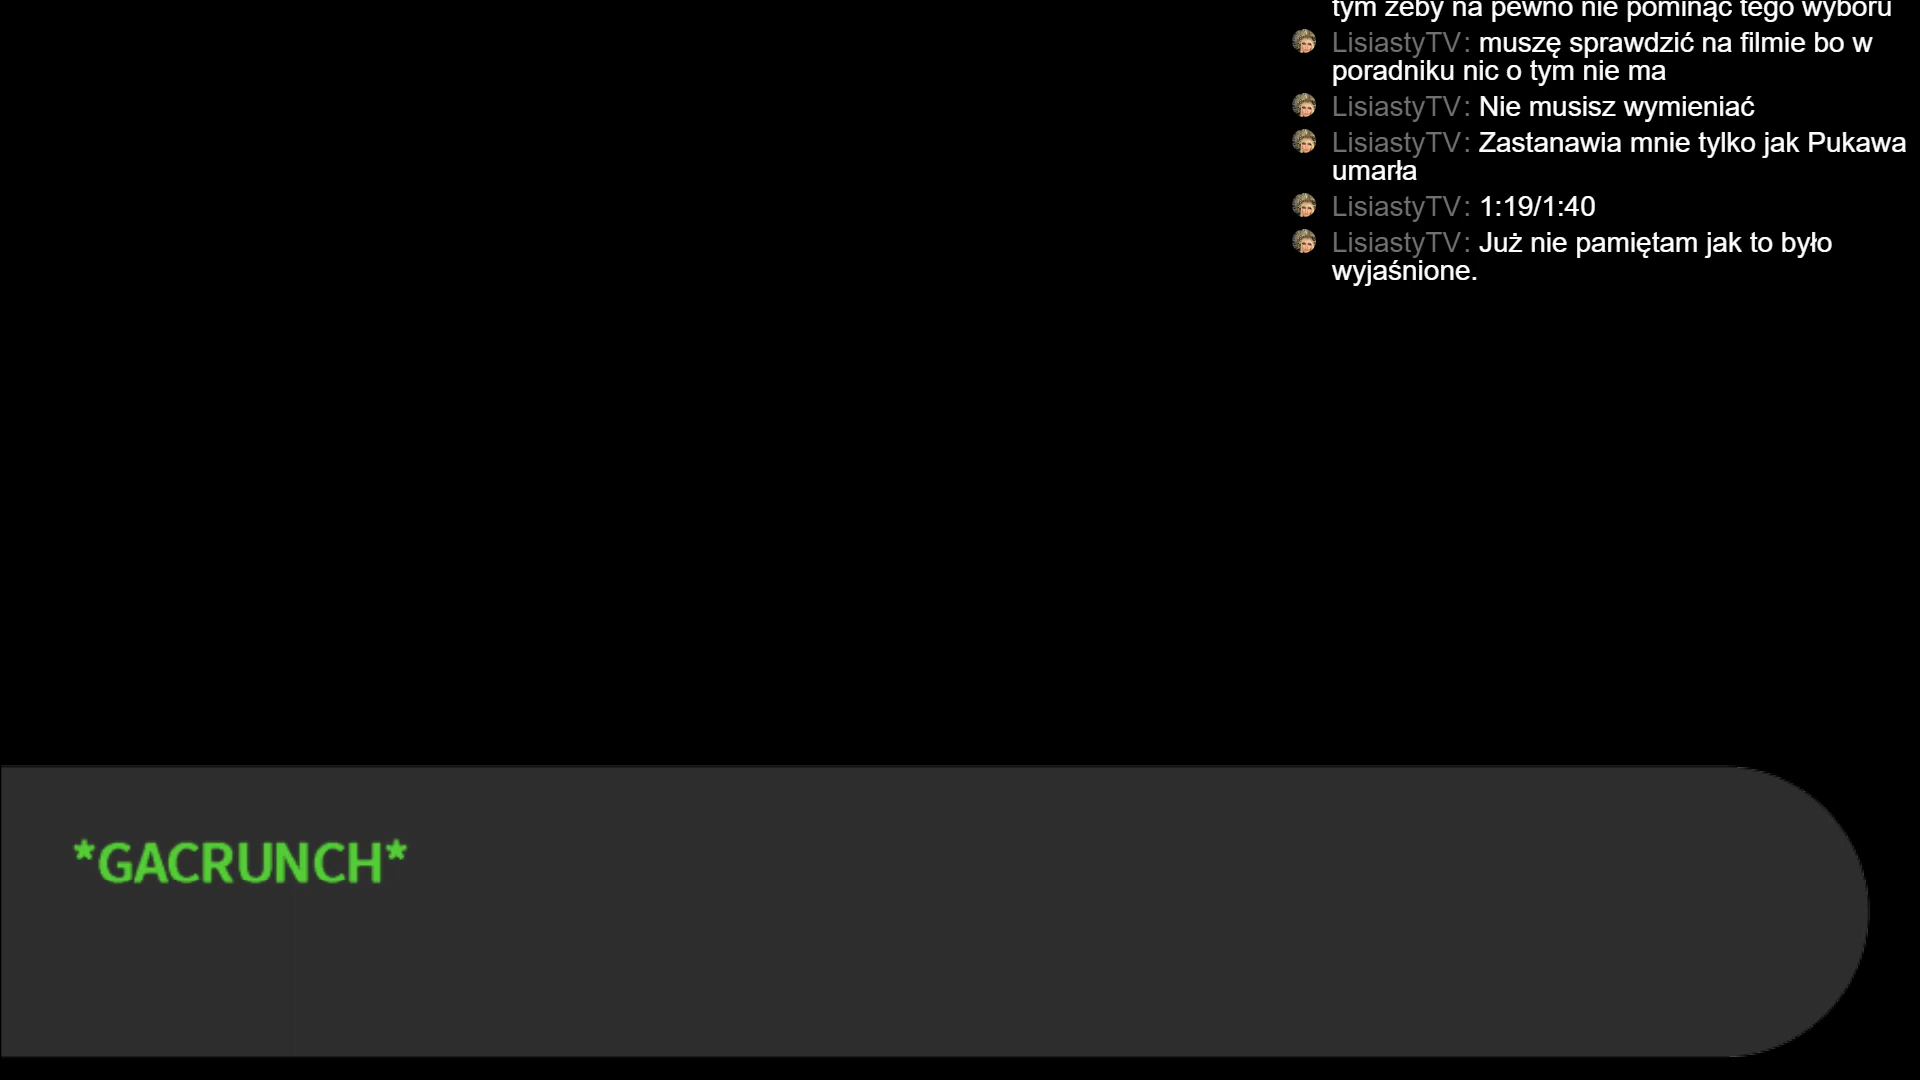 tym żeby na pewno nie pominąć tego wyboru
LisiastyTV: muszę sprawdzić na filmie bo w
poradniku nic o tym nie ma
LisiastyTV: Nie musisz wymieniać
LisiastyTV: Zastanawia mnie tylko jak Pukawa
umarła
LisiastyTV: 1:19/1:40
LisiastyTV: Już nie pamiętam jak to było
wyjaśnione.
*GACRUNCH*